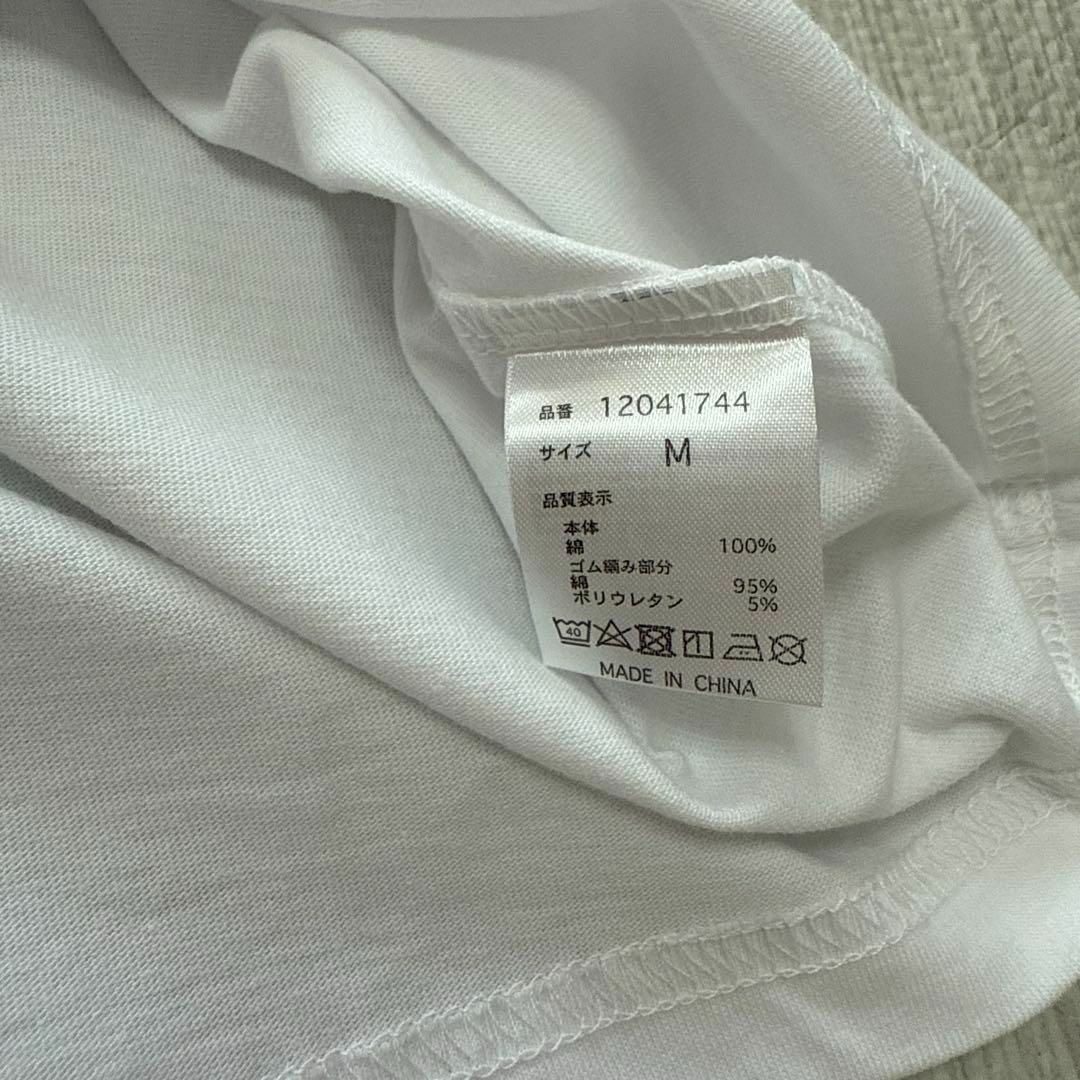 品番 12041744
サイズ M
品質表示
本体
綿 100%
ゴム編み部分
綿 95%
ポリウレタン 5%
40
MADE IN CHINA